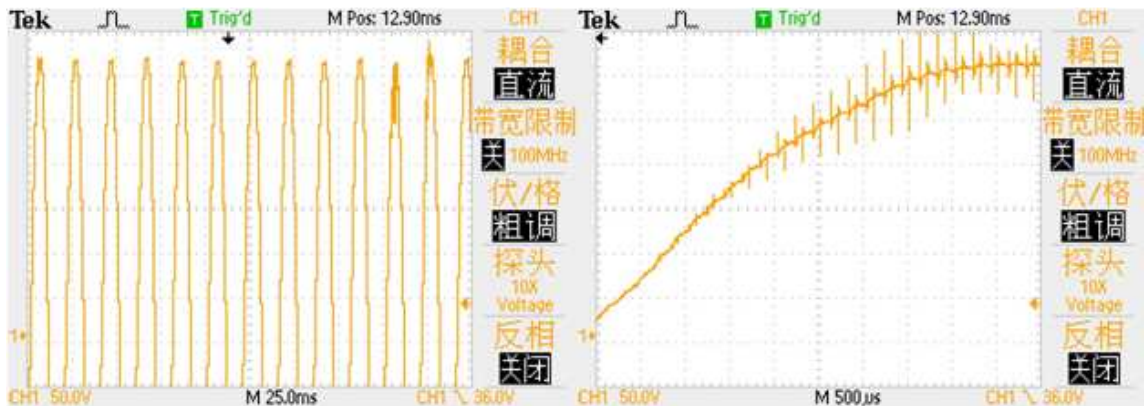 Tek T Trig'd M Pos: 12.90ms CH1
耦合
直流
带宽限制
关 100MHz
伏/格
粗调
探头
10X
Voltage
1
反相
关闭
CH1 50.0V M 25.0ms CH1 36.0V
Tek T Trig'd M Pos: 12.90ms CH1
耦合
直流
带宽限制
关 100MHz
伏/格
粗调
探头
10X
Voltage
1
反相
关闭
CH1 50.0V M 500µs CH1 36.0V